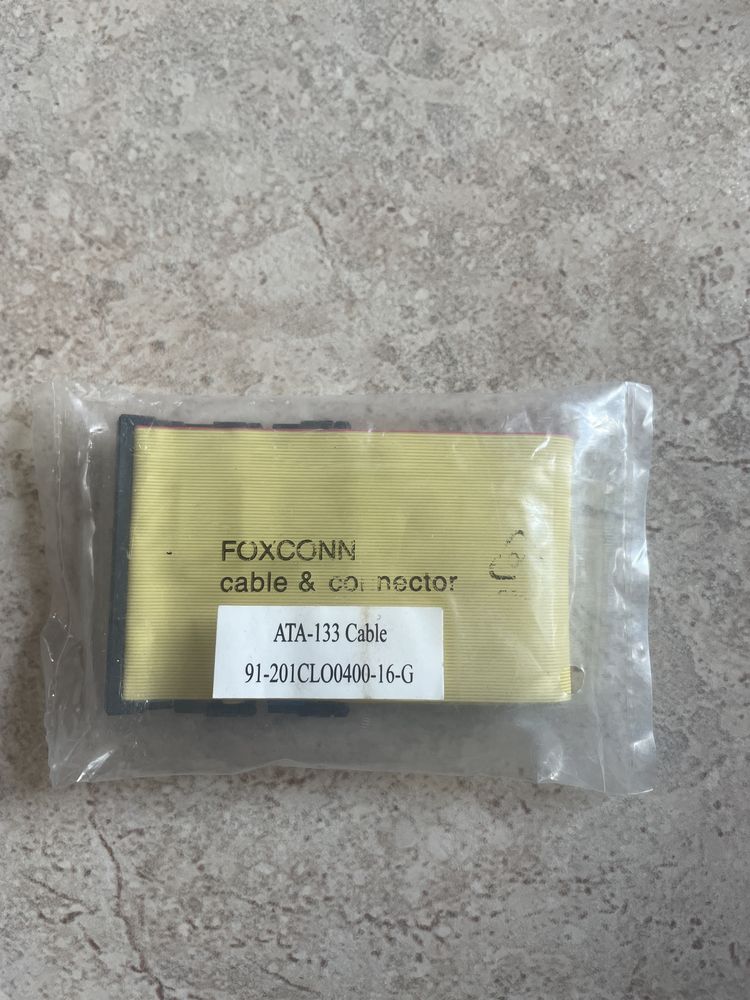 FOXCONN
cable & connector
ATA-133 Cable
91-201CLO0400-16-G